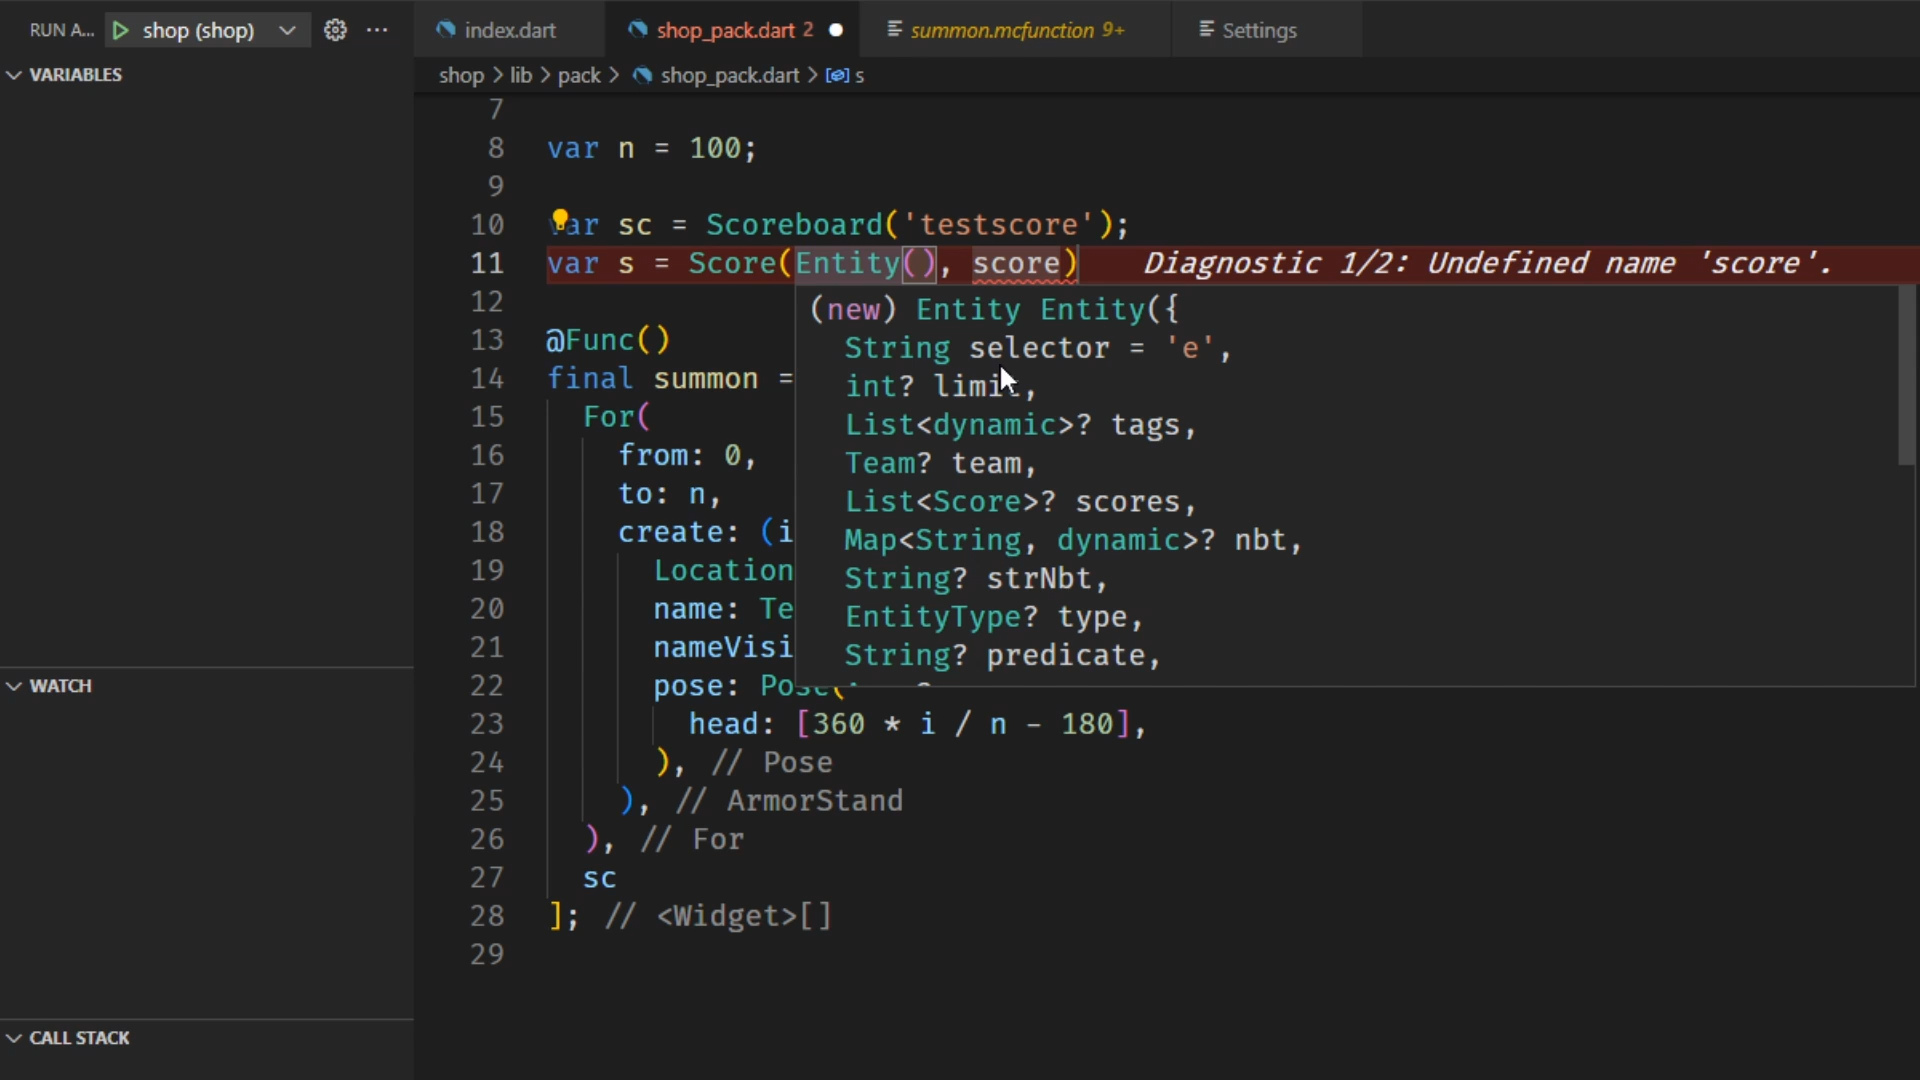 RUN A... shop (shop) ...
index.dart shop_pack.dart 2 summon.mcfunction 9+ Settings
VARIABLES
shop > lib > pack > shop_pack.dart > s
7
8 var n = 100;
9
10 var sc = Scoreboard('testscore');
11 var s = Score(Entity(), score) Diagnostic 1/2: Undefined name 'score'.
12
(new) Entity Entity({
String selector = 'e',
int? limit,
List<dynamic>? tags,
Team? team,
List<Score>? scores,
Map<String, dynamic>? nbt,
String? strNbt,
EntityType? type,
String? predicate,
13 @Func()
14 final summon =
15 For(
16 from: 0,
17 to: n,
18 create: (i
19 Location
20 name: Te
21 nameVisi
22 pose: Pose(
23 head: [360 * i / n - 180],
24 ), // Pose
25 ), // ArmorStand
26 ), // For
27 sc
28 ]; // <Widget>[]
29
WATCH
CALL STACK